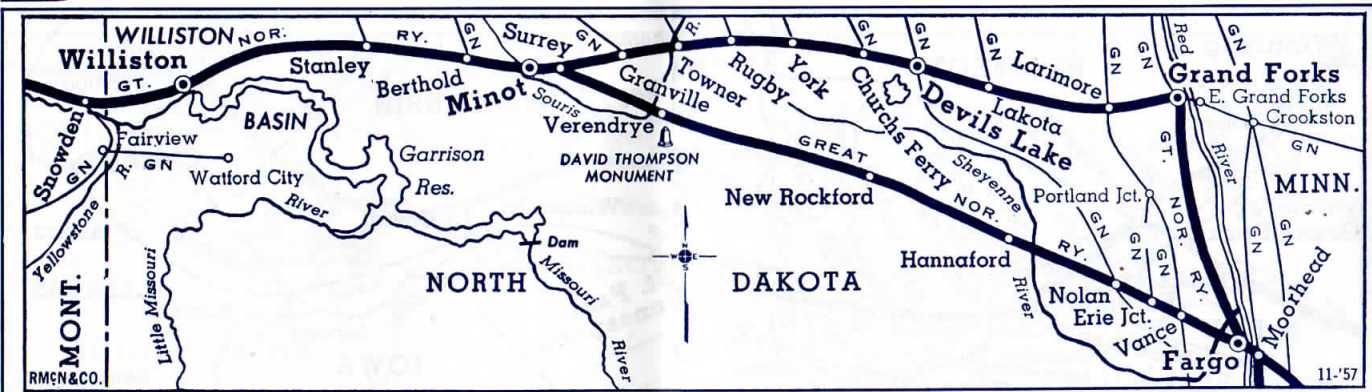 WILLISTON NOR. RY.
Williston
GT.
Snowden
GN
Fairview
R.
GN
Watford City
Yellowstone
BASIN
Stanley
Berthold
GN
Minot
Surrey
GN
Souris
Granville
Verendrye
DAVID THOMPSON
MONUMENT
R.
GN
Towner
GN
Rugby
GN
York
GN
Churchs Ferry
GN
Devils Lake
GN
Lakota
Larimore
GN
GN
Red
GN
Grand Forks
E. Grand Forks
Crookston
GN
River
MINN.
Garrison
Res.
River
Little Missouri
Dam
Missouri
River
N
W E
S
GREAT
NOR.
RY.
New Rockford
Sheyenne
River
Hannaford
Portland Jct.
GN
GN
GN
GT.
NOR.
RY.
GN
GN
Nolan
Erie Jct.
Vance
Fargo
Moorhead
MONT.
NORTH DAKOTA
RMCN&CO.
11-'57